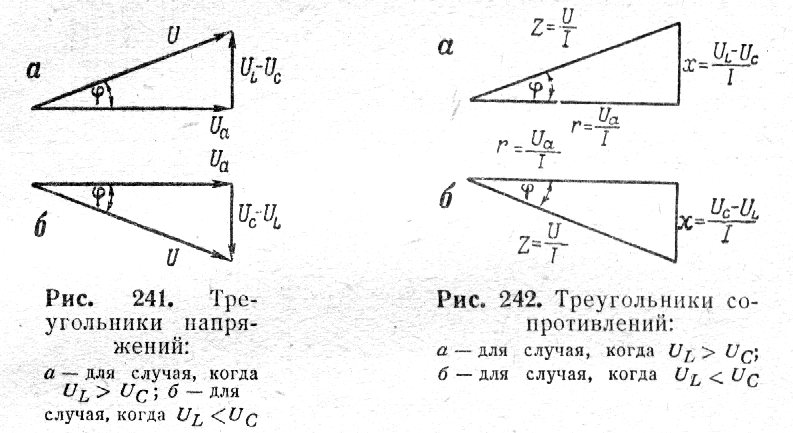 а
U
U_L-U_C
φ
U_a
U_a
φ
U_C-U_L
б
U
Рис. 241. Тре-
угольники напря-
жений:
а — для случая, когда
U_L > U_C; б — для
случая, когда U_L < U_C
а
Z=U/I
x=(U_L-U_C)/I
φ
r=U_a/I
r=U_a/I
б
φ
x=(U_C-U_L)/I
Z=U/I
Рис. 242. Треугольники со-
противлений:
а — для случая, когда U_L > U_C;
б — для случая, когда U_L < U_C